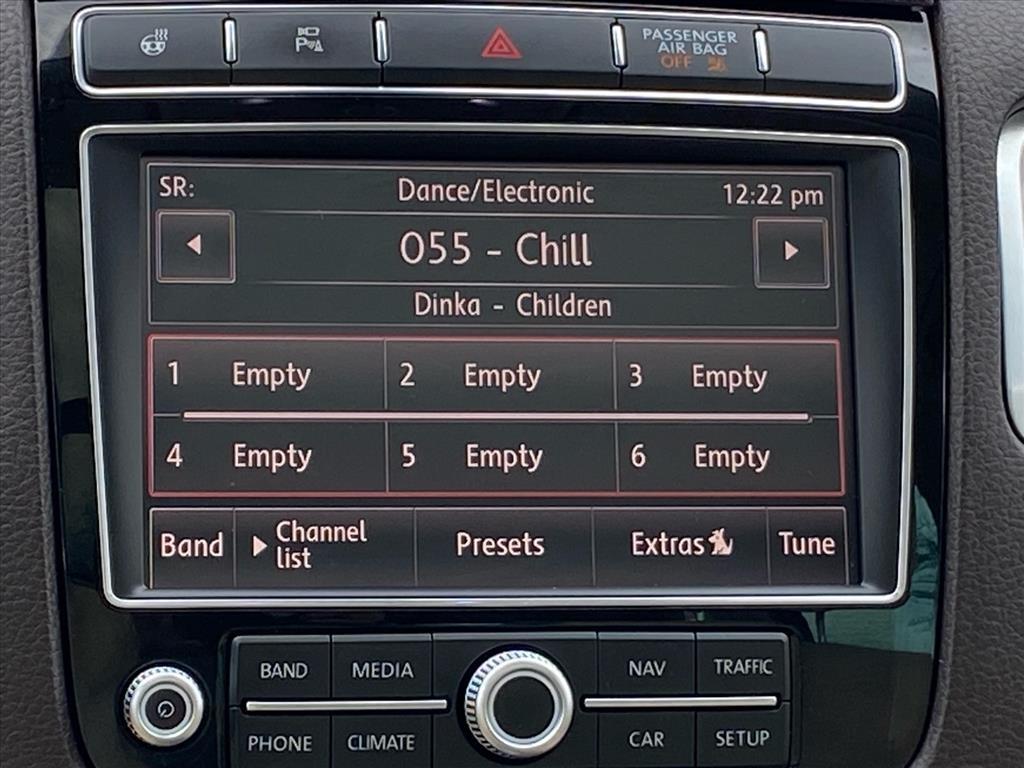 P
PASSENGER
AIR BAG
OFF
SR: Dance/Electronic 12:22 pm
055 - Chill
Dinka - Children
1 Empty 2 Empty 3 Empty
4 Empty 5 Empty 6 Empty
Band Channel list Presets Extras Tune
BAND MEDIA NAV TRAFFIC
PHONE CLIMATE CAR SETUP